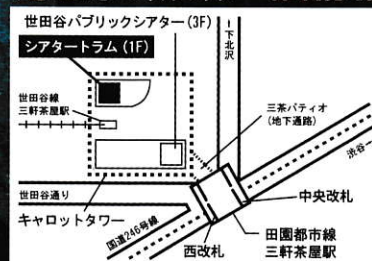 世田谷パブリックシアター(3F)
シアタートラム (1F)
↑下北沢
世田谷線
三軒茶屋駅
三茶パティオ
(地下通路)
渋谷→
世田谷通り
キャロットタワー
国道246号線
中央改札
西改札
田園都市線
三軒茶屋駅